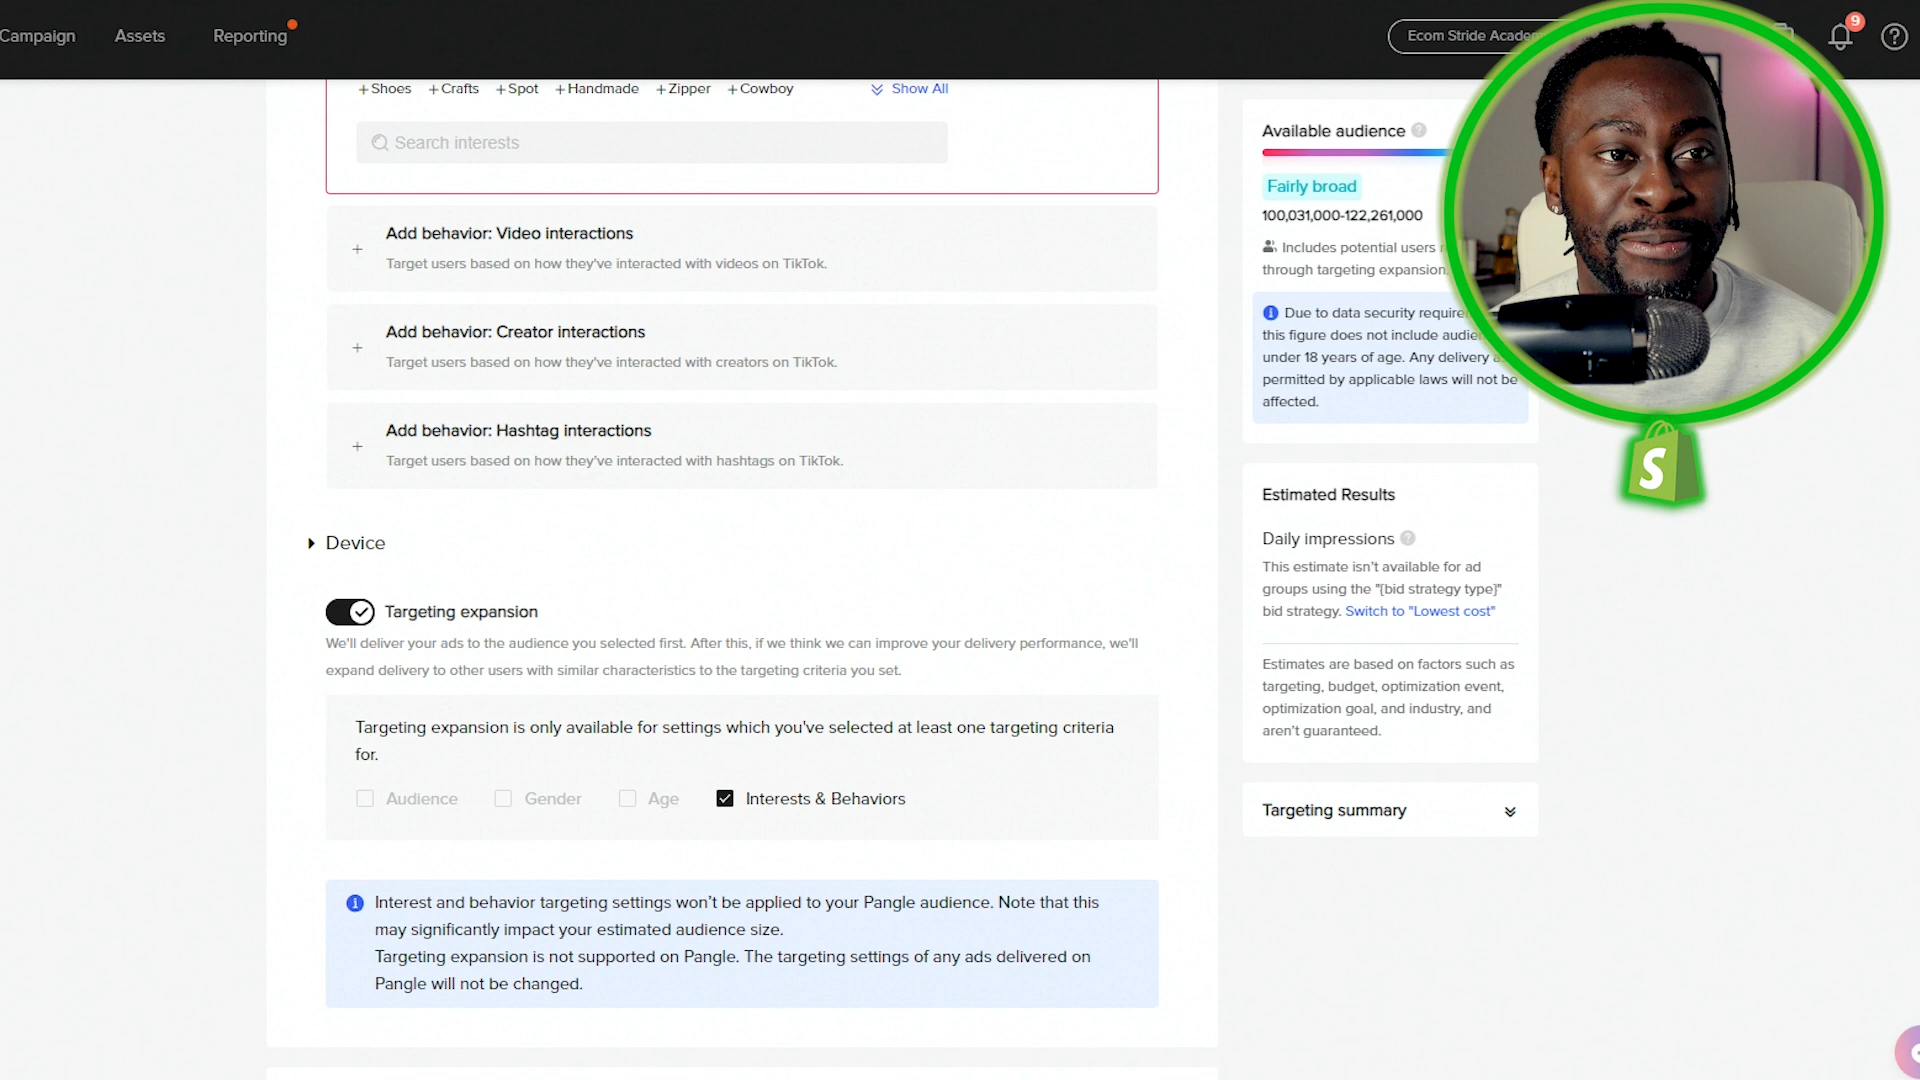 Campaign
Assets
Reporting
Ecom Stride
9
+Shoes +Crafts +Spot +Handmade +Zipper +Cowboy
Show All
Search interests
Add behavior: Video interactions
Target users based on how they've interacted with videos on TikTok.
Add behavior: Creator interactions
Target users based on how they've interacted with creators on TikTok.
Add behavior: Hashtag interactions
Target users based on how they've interacted with hashtags on TikTok.
Device
Targeting expansion
We'll deliver your ads to the audience you selected first. After this, if we think we can improve your delivery performance, we'll
expand delivery to other users with similar characteristics to the targeting criteria you set.
Targeting expansion is only available for settings which you've selected at least one targeting criteria
for.
Audience
Gender
Age
Interests & Behaviors
Interest and behavior targeting settings won't be applied to your Pangle audience. Note that this
may significantly impact your estimated audience size.
Targeting expansion is not supported on Pangle. The targeting settings of any ads delivered on
Pangle will not be changed.
Available audience
Fairly broad
100,031,000-122,261,000
Includes potential users
through targeting expansion.
Due to data security
this figure does not include
under 18 years of age. Any delivery
permitted by applicable laws will not be
affected.
S
Estimated Results
Daily impressions
This estimate isn't available for ad
groups using the "{bid strategy type}"
bid strategy. Switch to "Lowest cost"
Estimates are based on factors such as
targeting, budget, optimization event,
optimization goal, and industry, and
aren't guaranteed.
Targeting summary